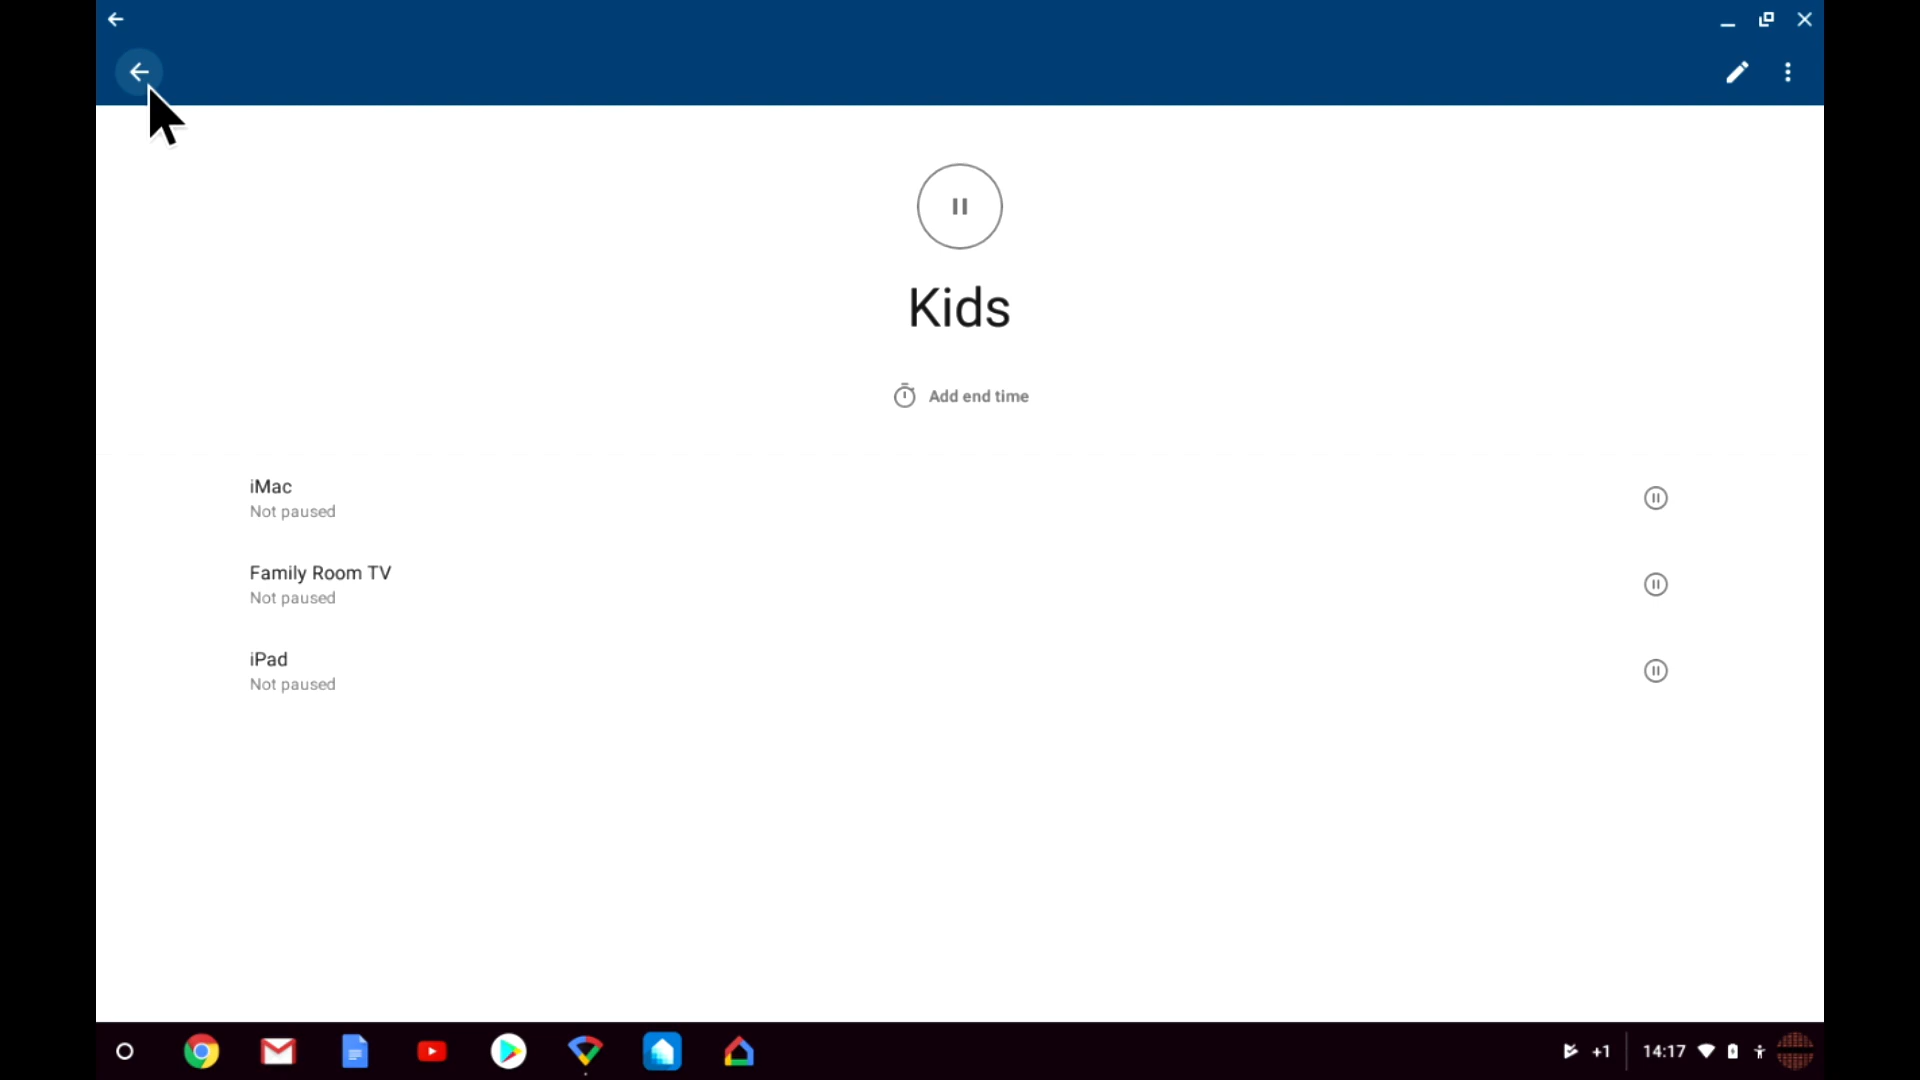 Kids
Add end time
iMac
Not paused
Family Room TV
Not paused
iPad
Not paused
+1
14:17